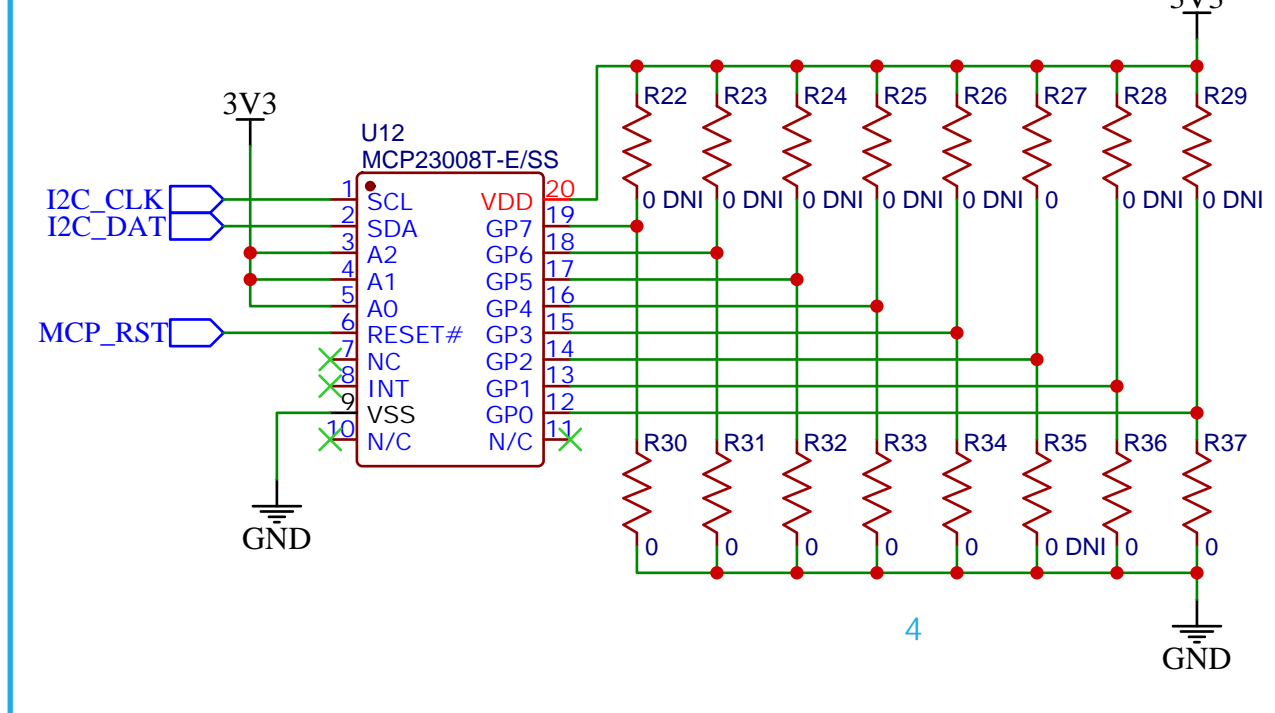 3V3
R22 R23 R24 R25 R26 R27 R28 R29
0 DNI 0 DNI 0 DNI 0 DNI 0 DNI 0 0 DNI 0 DNI
3V3
U12
MCP23008T-E/SS
I2C_CLK 1 SCL VDD 20
I2C_DAT 2 SDA GP7 19
3 A2 GP6 18
4 A1 GP5 17
5 A0 GP4 16
MCP_RST 6 RESET# GP3 15
7 NC GP2 14
8 INT GP1 13
9 VSS GP0 12
10 N/C N/C 11
GND
R30 R31 R32 R33 R34 R35 R36 R37
0 0 0 0 0 0 DNI 0 0
4
GND